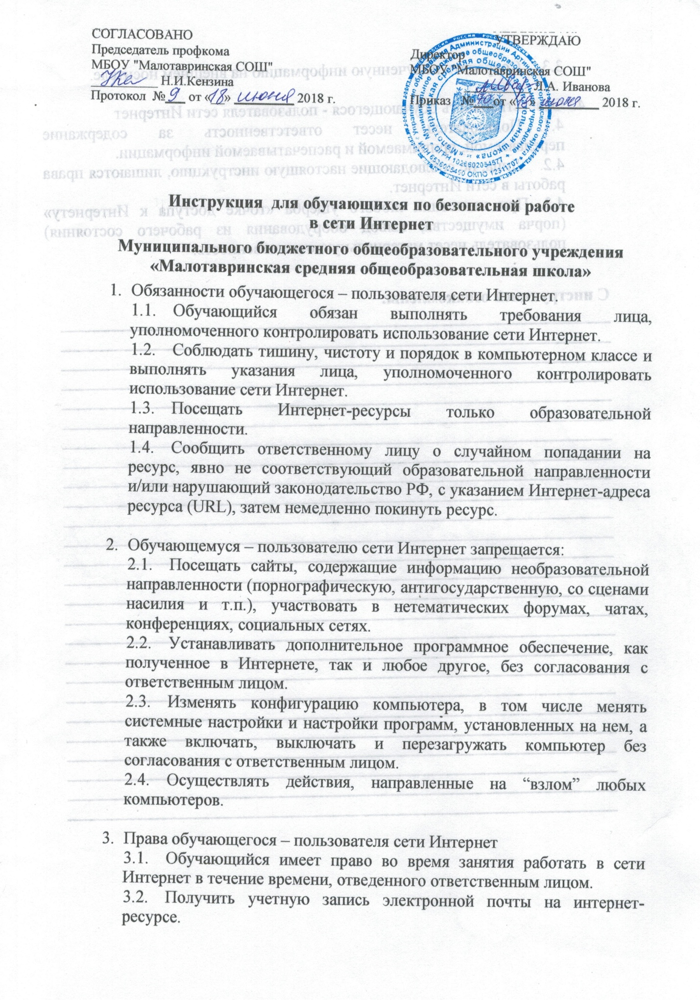 СОГЛАСОВАНО
Председатель профкома
МБОУ "Малотавринская СОШ"
Н.И.Кензина
Протокол №9 от «18» июня 2018 г.
УТВЕРЖДАЮ
Директор
МБОУ "Малотавринская СОШ"
Л.А. Иванова
Приказ №70 от «18» июня 2018 г.
ИНН 6636005450 ОКПО 12311707
ОГРН 1026602054577
Инструкция для обучающихся по безопасной работе
в сети Интернет
Муниципального бюджетного общеобразовательного учреждения
«Малотавринская средняя общеобразовательная школа»
1. Обязанности обучающегося – пользователя сети Интернет.
1.1. Обучающийся обязан выполнять требования лица,
уполномоченного контролировать использование сети Интернет.
1.2. Соблюдать тишину, чистоту и порядок в компьютерном классе и
выполнять указания лица, уполномоченного контролировать
использование сети Интернет.
1.3. Посещать Интернет-ресурсы только образовательной
направленности.
1.4. Сообщить ответственному лицу о случайном попадании на
ресурс, явно не соответствующий образовательной направленности
и/или нарушающий законодательство РФ, с указанием Интернет-адреса
ресурса (URL), затем немедленно покинуть ресурс.
2. Обучающемуся – пользователю сети Интернет запрещается:
2.1. Посещать сайты, содержащие информацию необразовательной
направленности (порнографическую, антигосударственную, со сценами
насилия и т.п.), участвовать в нетематических форумах, чатах,
конференциях, социальных сетях.
2.2. Устанавливать дополнительное программное обеспечение, как
полученное в Интернете, так и любое другое, без согласования с
ответственным лицом.
2.3. Изменять конфигурацию компьютера, в том числе менять
системные настройки и настройки программ, установленных на нем, а
также включать, выключать и перезагружать компьютер без
согласования с ответственным лицом.
2.4. Осуществлять действия, направленные на “взлом” любых
компьютеров.
3. Права обучающегося – пользователя сети Интернет
3.1. Обучающийся имеет право во время занятия работать в сети
Интернет в течение времени, отведенного ответственным лицом.
3.2. Получить учетную запись электронной почты на интернет-
ресурсе.